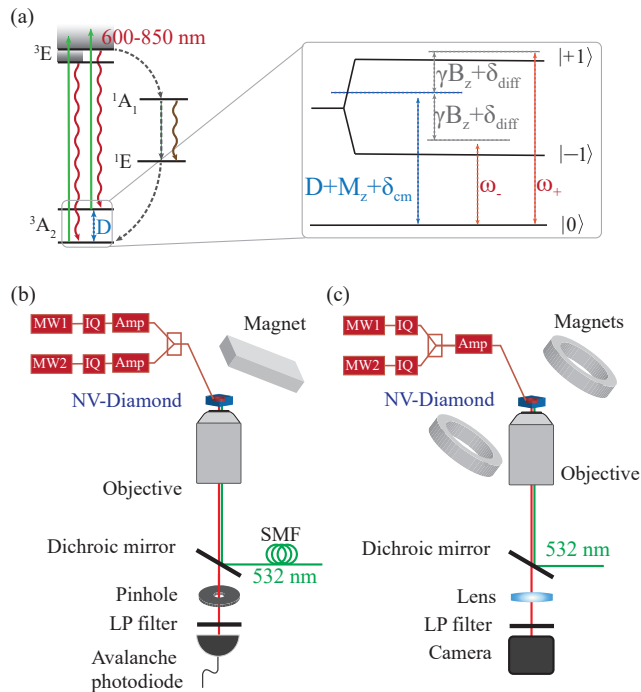 (a)
³E
600-850 nm
¹A₁
¹E
³A₂
D
|+1⟩
γB_z+δ_diff
γB_z+δ_diff
|−1⟩
D+M_z+δ_cm
ω₋
ω₊
|0⟩
(b)
MW1
IQ
Amp
MW2
IQ
Amp
Magnet
NV-Diamond
Objective
SMF
Dichroic mirror
532 nm
Pinhole
LP filter
Avalanche
photodiode
(c)
MW1
IQ
MW2
IQ
Amp
Magnets
NV-Diamond
Objective
Dichroic mirror
532 nm
Lens
LP filter
Camera